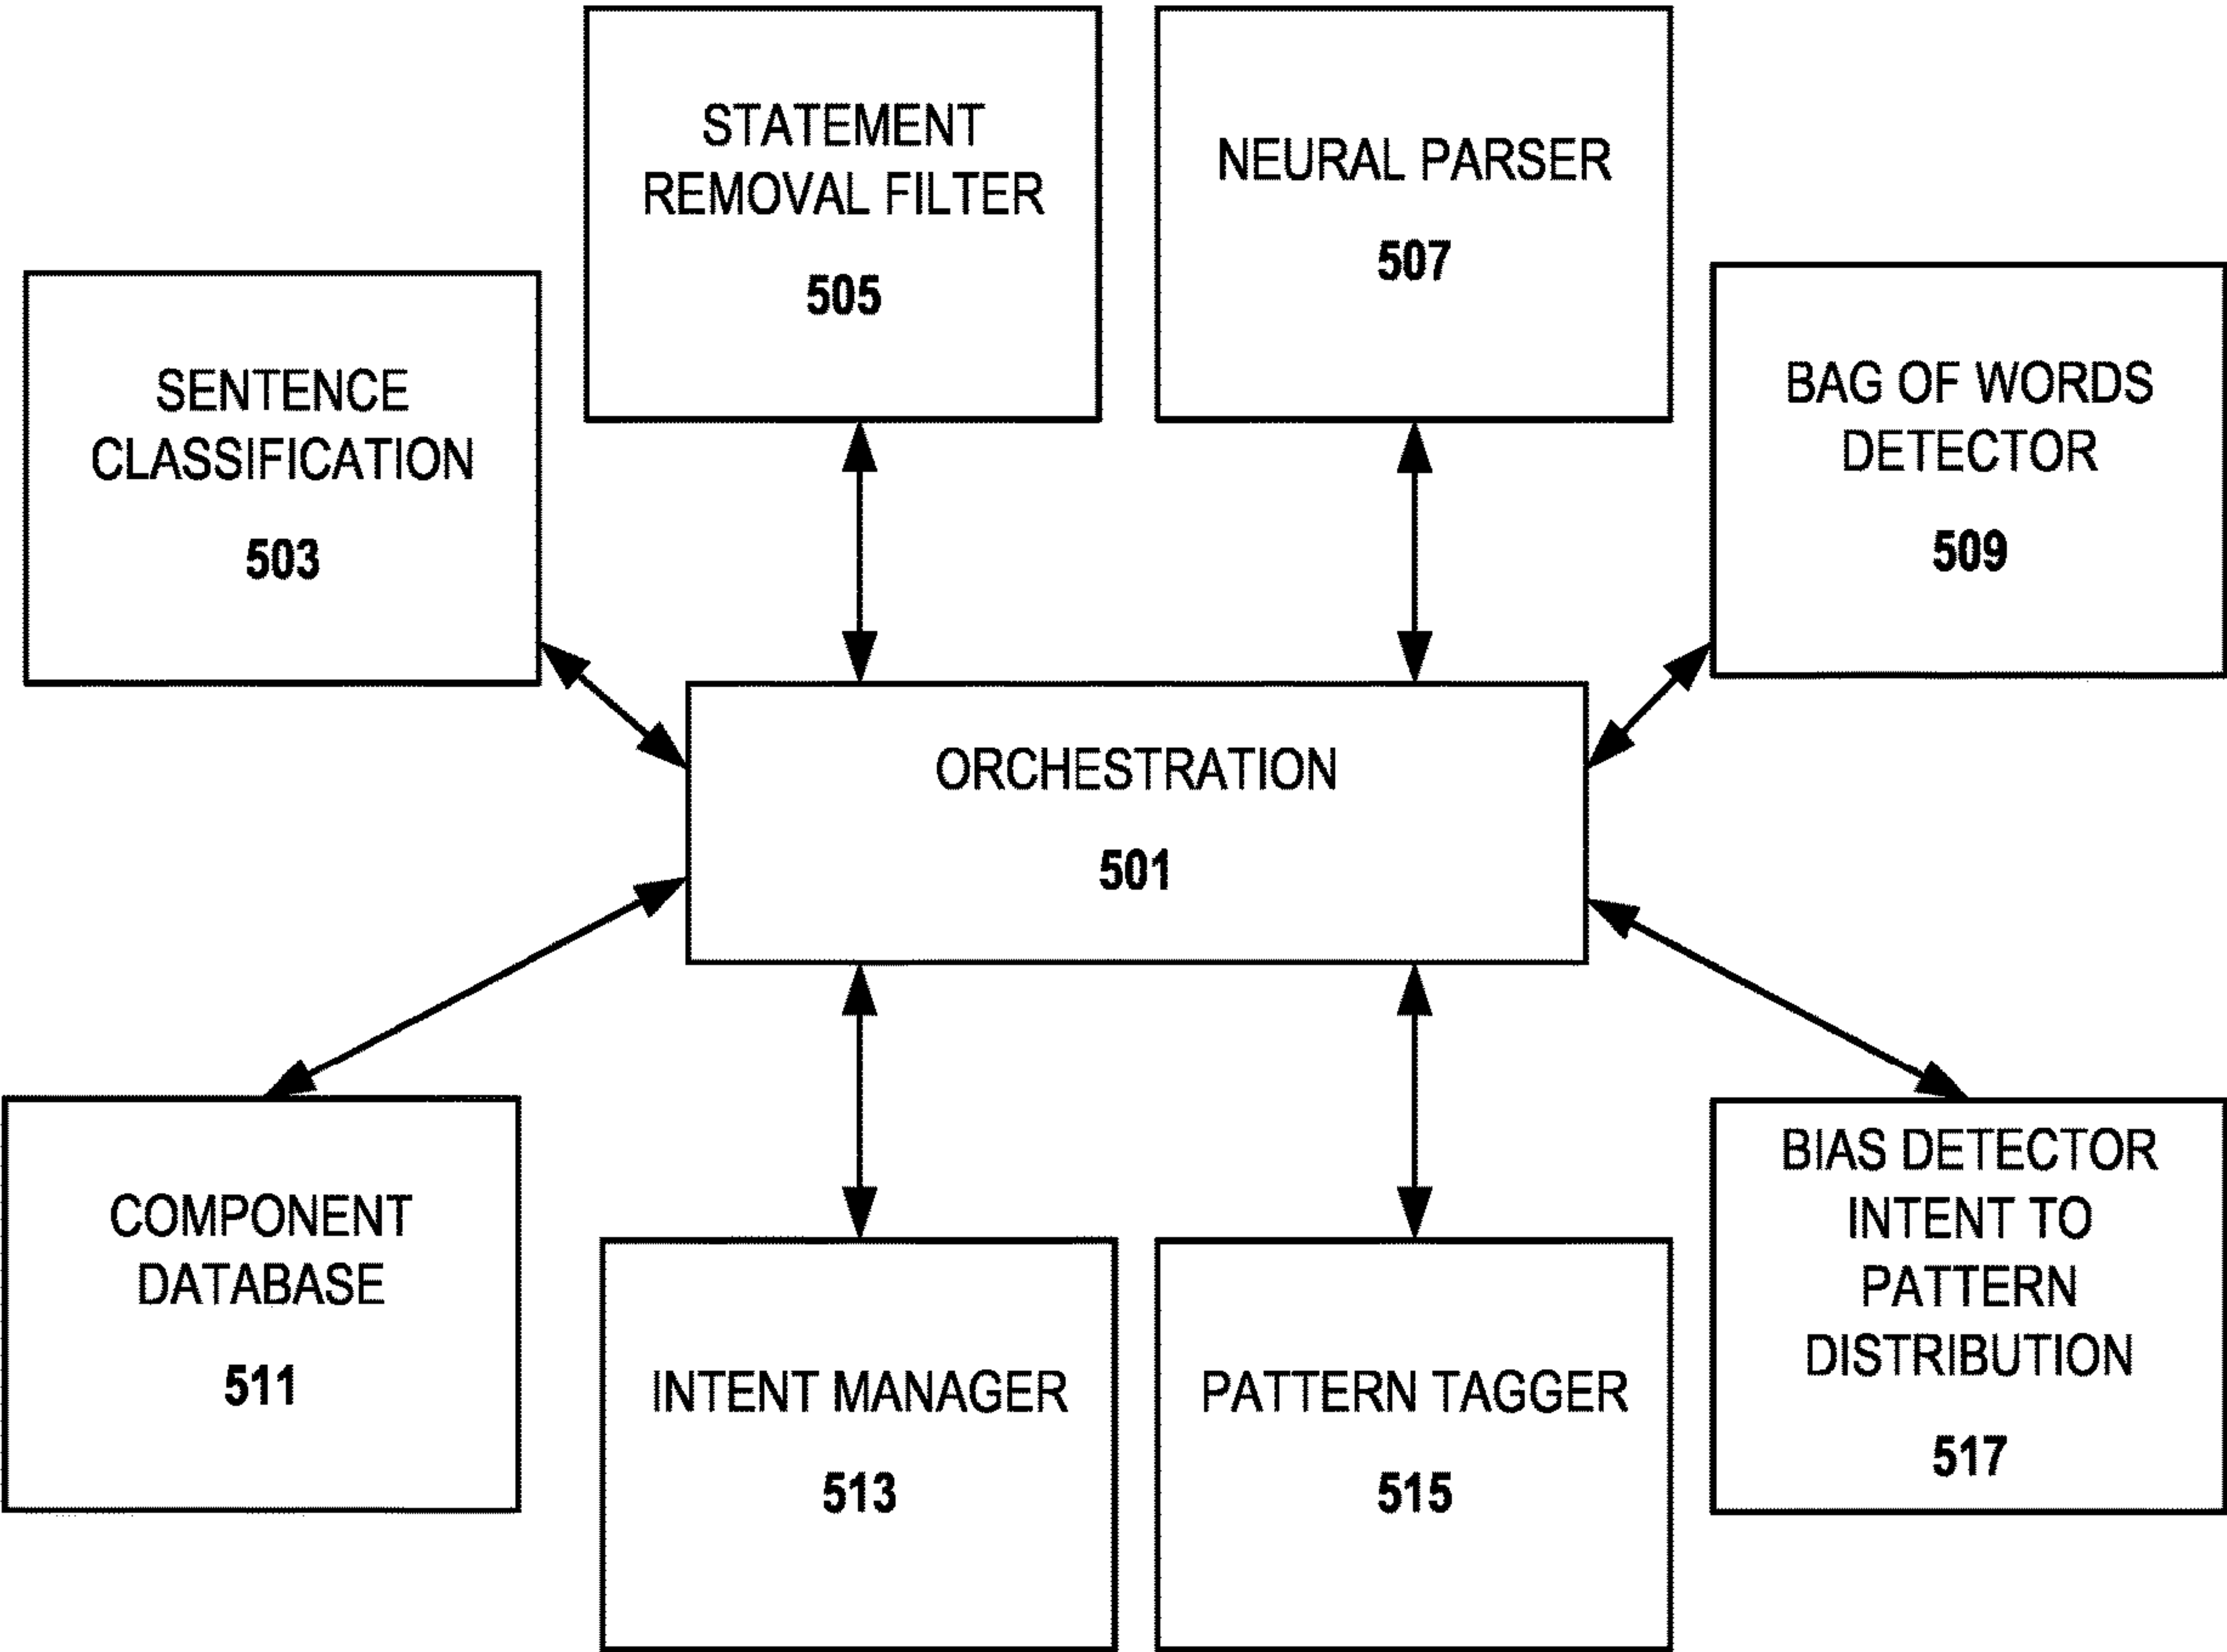 STATEMENT
REMOVAL FILTER
505
NEURAL PARSER
507
SENTENCE
CLASSIFICATION
503
BAG OF WORDS
DETECTOR
509
ORCHESTRATION
501
COMPONENT
DATABASE
511
INTENT MANAGER
513
PATTERN TAGGER
515
BIAS DETECTOR
INTENT TO
PATTERN
DISTRIBUTION
517